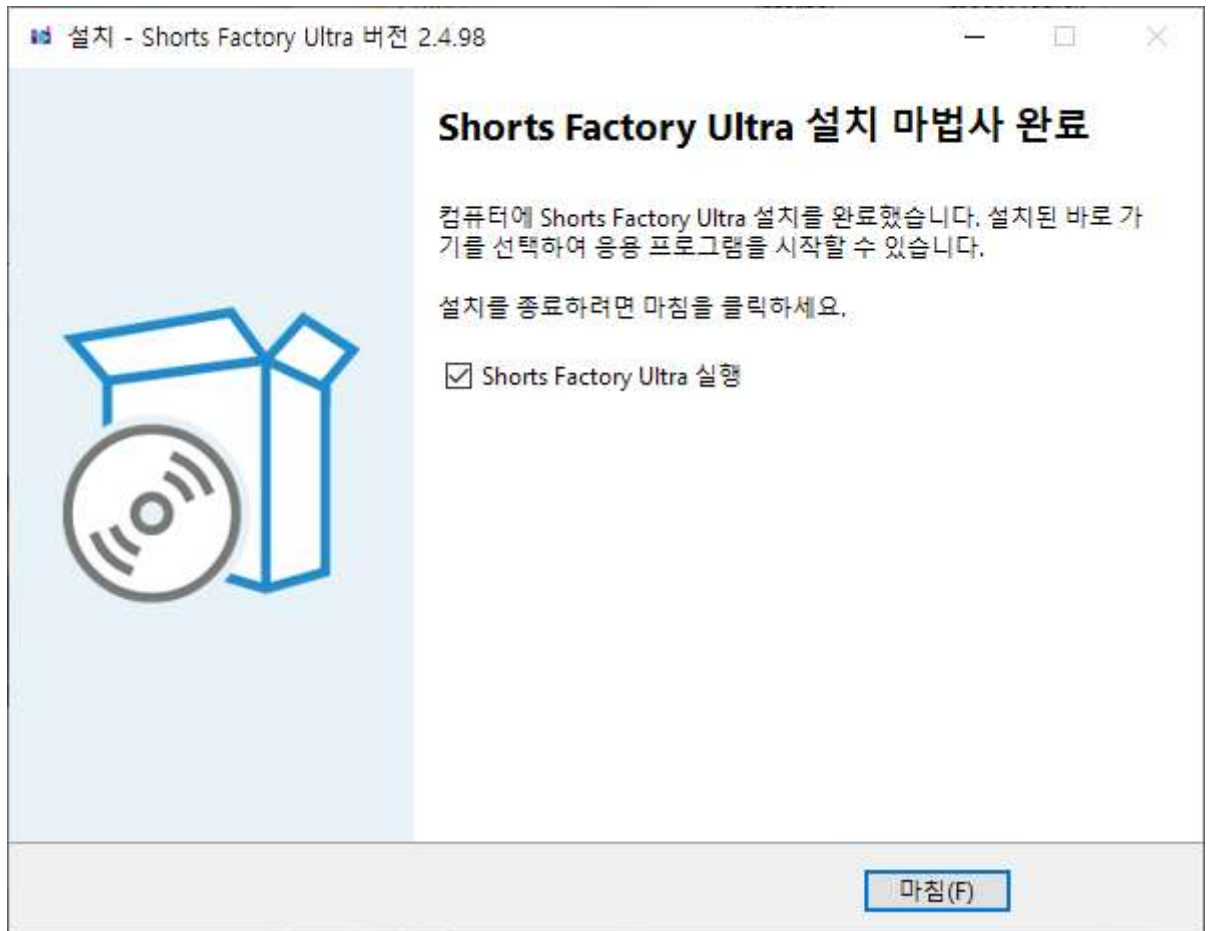 설치 - Shorts Factory Ultra 버전 2.4.98
Shorts Factory Ultra 설치 마법사 완료
컴퓨터에 Shorts Factory Ultra 설치를 완료했습니다. 설치된 바로 가
기를 선택하여 응용 프로그램을 시작할 수 있습니다.
설치를 종료하려면 마침을 클릭하세요.
Shorts Factory Ultra 실행
마침(F)